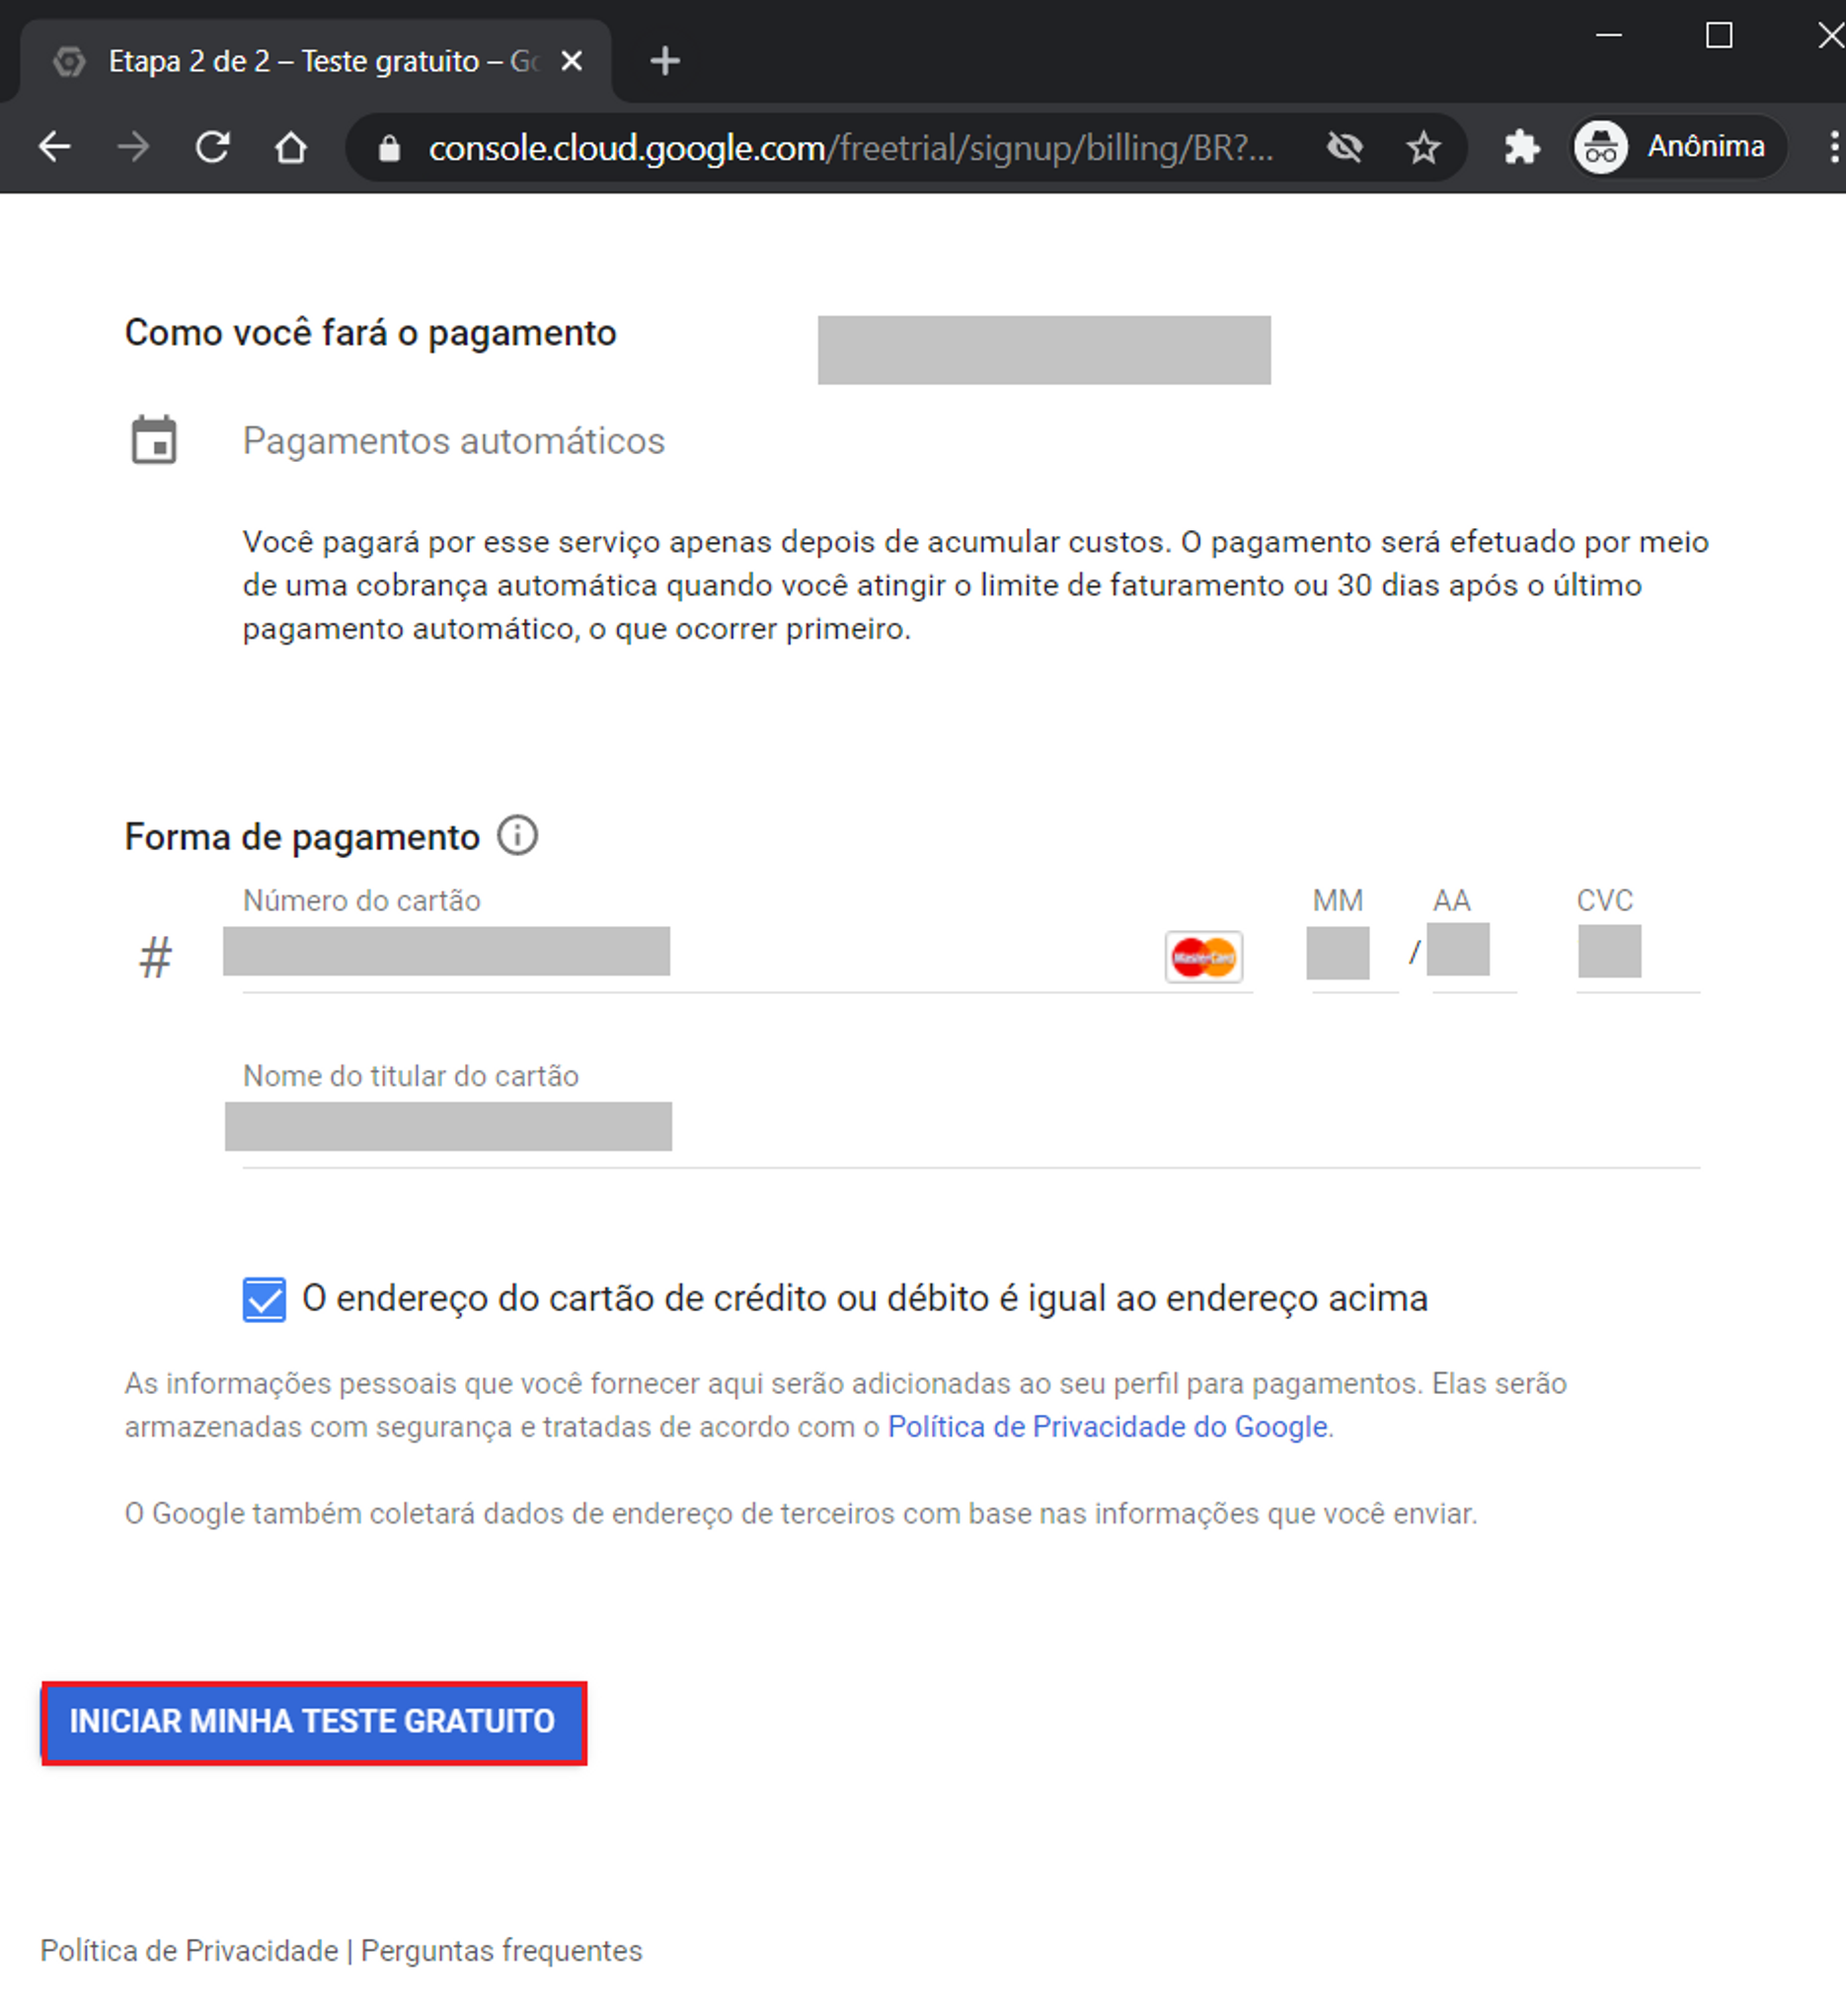 Etapa 2 de 2 – Teste gratuito – Go
console.cloud.google.com/freetrial/signup/billing/BR?...
Anônima
Como você fará o pagamento
Pagamentos automáticos
Você pagará por esse serviço apenas depois de acumular custos. O pagamento será efetuado por meio
de uma cobrança automática quando você atingir o limite de faturamento ou 30 dias após o último
pagamento automático, o que ocorrer primeiro.
Forma de pagamento
Número do cartão
MM
AA
CVC
#
MasterCard
/
Nome do titular do cartão
O endereço do cartão de crédito ou débito é igual ao endereço acima
As informações pessoais que você fornecer aqui serão adicionadas ao seu perfil para pagamentos. Elas serão
armazenadas com segurança e tratadas de acordo com o Política de Privacidade do Google.
O Google também coletará dados de endereço de terceiros com base nas informações que você enviar.
INICIAR MINHA TESTE GRATUITO
Política de Privacidade | Perguntas frequentes